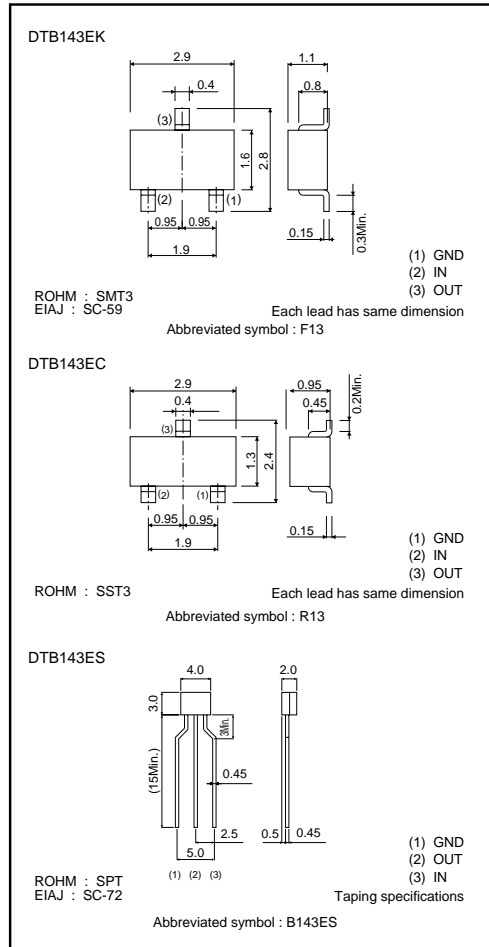 DTB143EK
2.9
1.1
0.4
0.8
(3)
1.6
2.8
(2)
(1)
0.95
0.95
0.15
0.3Min.
1.9
(1) GND
(2) IN
(3) OUT
ROHM : SMT3
EIAJ : SC-59
Each lead has same dimension
Abbreviated symbol : F13
DTB143EC
2.9
0.95
0.2Min.
0.4
0.45
(3)
1.3
2.4
(2)
(1)
0.95
0.95
0.15
1.9
(1) GND
(2) IN
(3) OUT
ROHM : SST3
Each lead has same dimension
Abbreviated symbol : R13
DTB143ES
4.0
2.0
3.0
3Min.
(15Min.)
0.45
2.5
0.5
0.45
5.0
(1) (2) (3)
(1) GND
(2) OUT
(3) IN
ROHM : SPT
EIAJ : SC-72
Taping specifications
Abbreviated symbol : B143ES